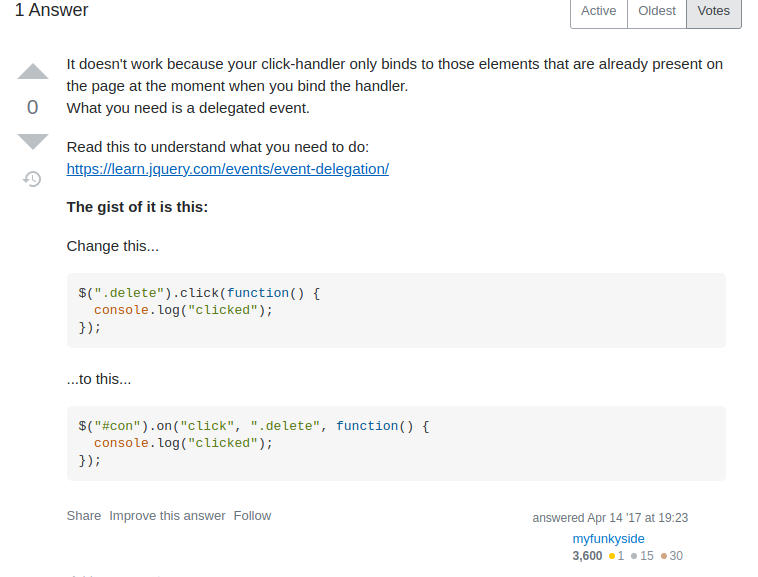 1 Answer
Active Oldest Votes
It doesn't work because your click-handler only binds to those elements that are already present on
the page at the moment when you bind the handler.
0
What you need is a delegated event.
Read this to understand what you need to do:
https://learn.jquery.com/events/event-delegation/
The gist of it is this:
Change this...
$(".delete").click(function() {
  console.log("clicked");
});
...to this...
$("#con").on("click", ".delete", function() {
  console.log("clicked");
});
Share Improve this answer Follow
answered Apr 14 '17 at 19:23
myfunkyside
3,600 ●1 ●15 ●30